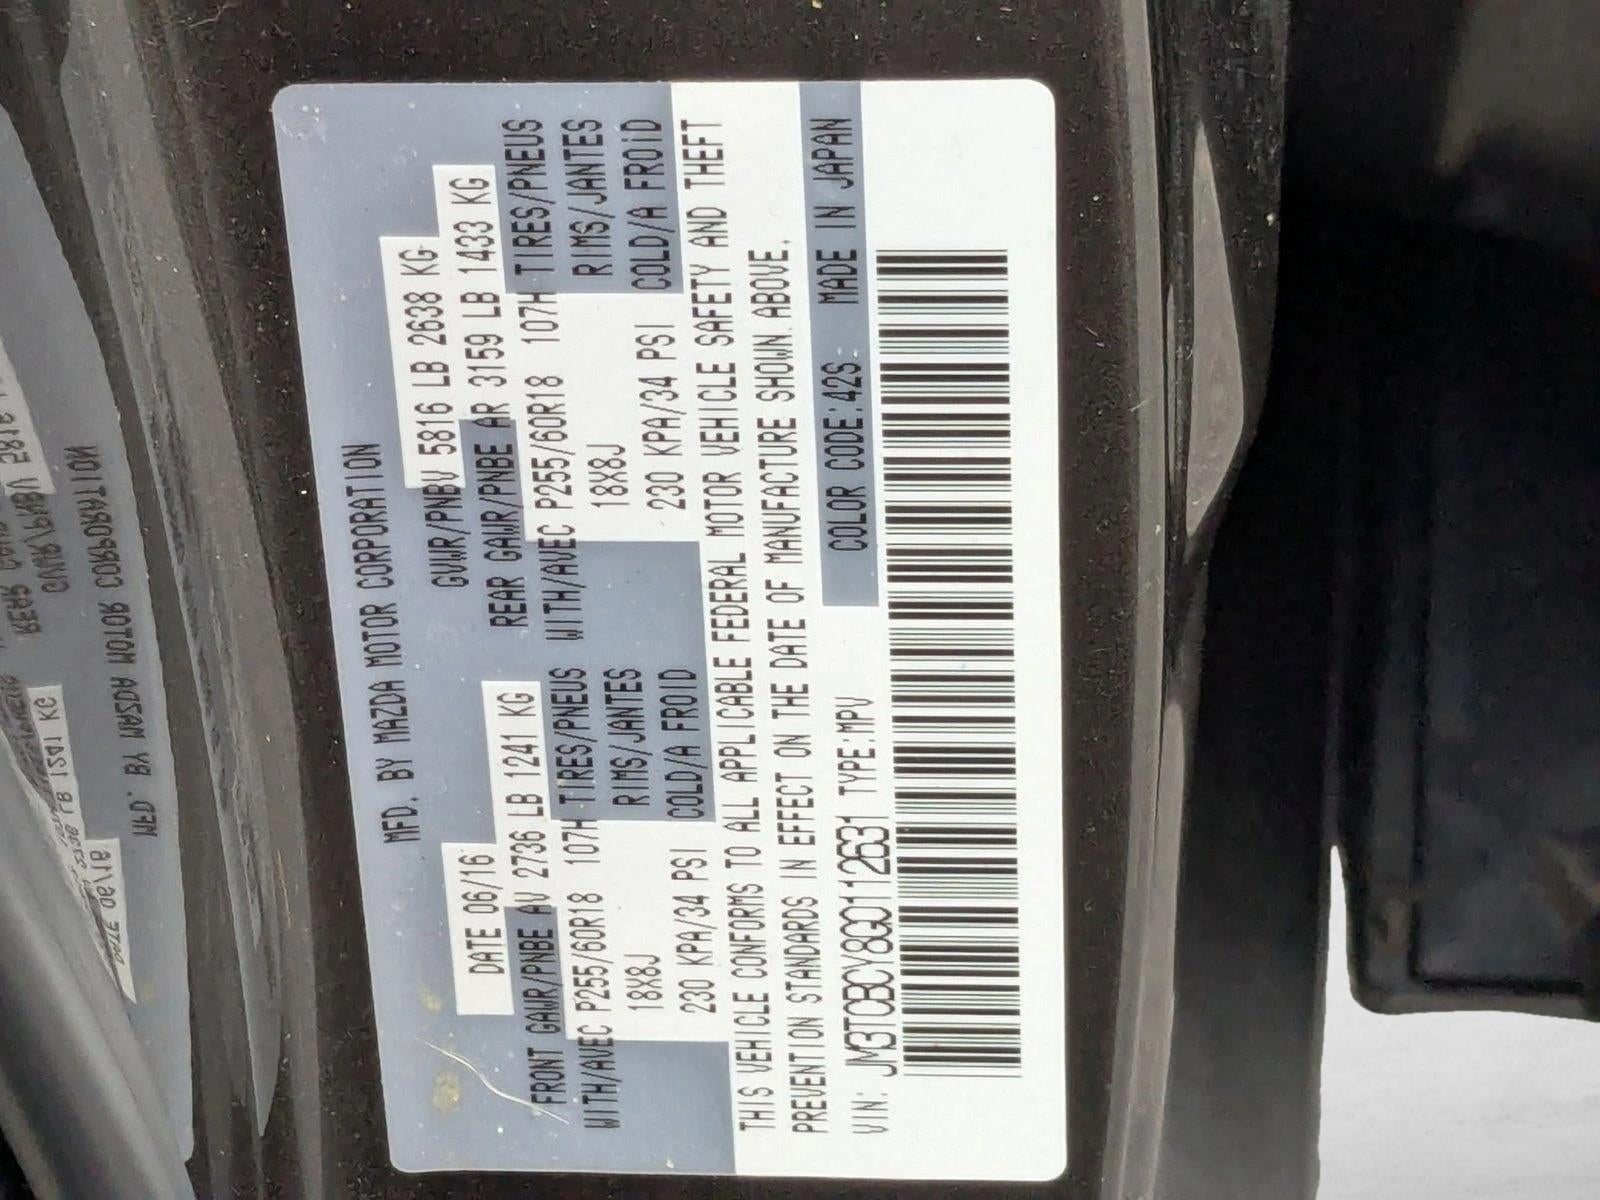 MFD. BY MAZDA MOTOR CORPORATION
DATE 06/16
GVWR/PNBV 5816 LB 2638 KG
FRONT GAWR/PNBE AV 2736 LB 1241 KG
REAR GAWR/PNBE AR 3159 LB 1433 KG
WITH/AVEC P255/60R18 107H TIRES/PNEUS
WITH/AVEC P255/60R18 107H TIRES/PNEUS
18X8J RIMS/JANTES
18X8J RIMS/JANTES
230 KPA/34 PSI COLD/A FROID
230 KPA/34 PSI COLD/A FROID
THIS VEHICLE CONFORMS TO ALL APPLICABLE FEDERAL MOTOR VEHICLE SAFETY AND THEFT
PREVENTION STANDARDS IN EFFECT ON THE DATE OF MANUFACTURE SHOWN ABOVE.
VIN: JM3TCBCY8G0112631 TYPE:MPV
COLOR CODE:42S MADE IN JAPAN